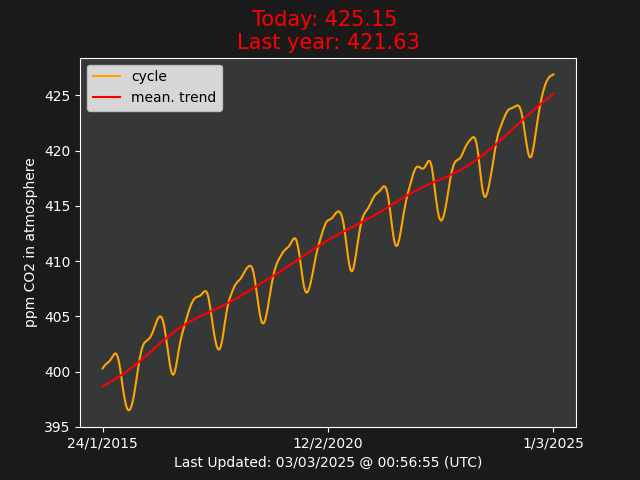 Today: 425.15
Last year: 421.63
cycle
mean. trend
425
420
415
410
405
400
395
ppm CO2 in atmosphere
24/1/2015
12/2/2020
1/3/2025
Last Updated: 03/03/2025 @ 00:56:55 (UTC)